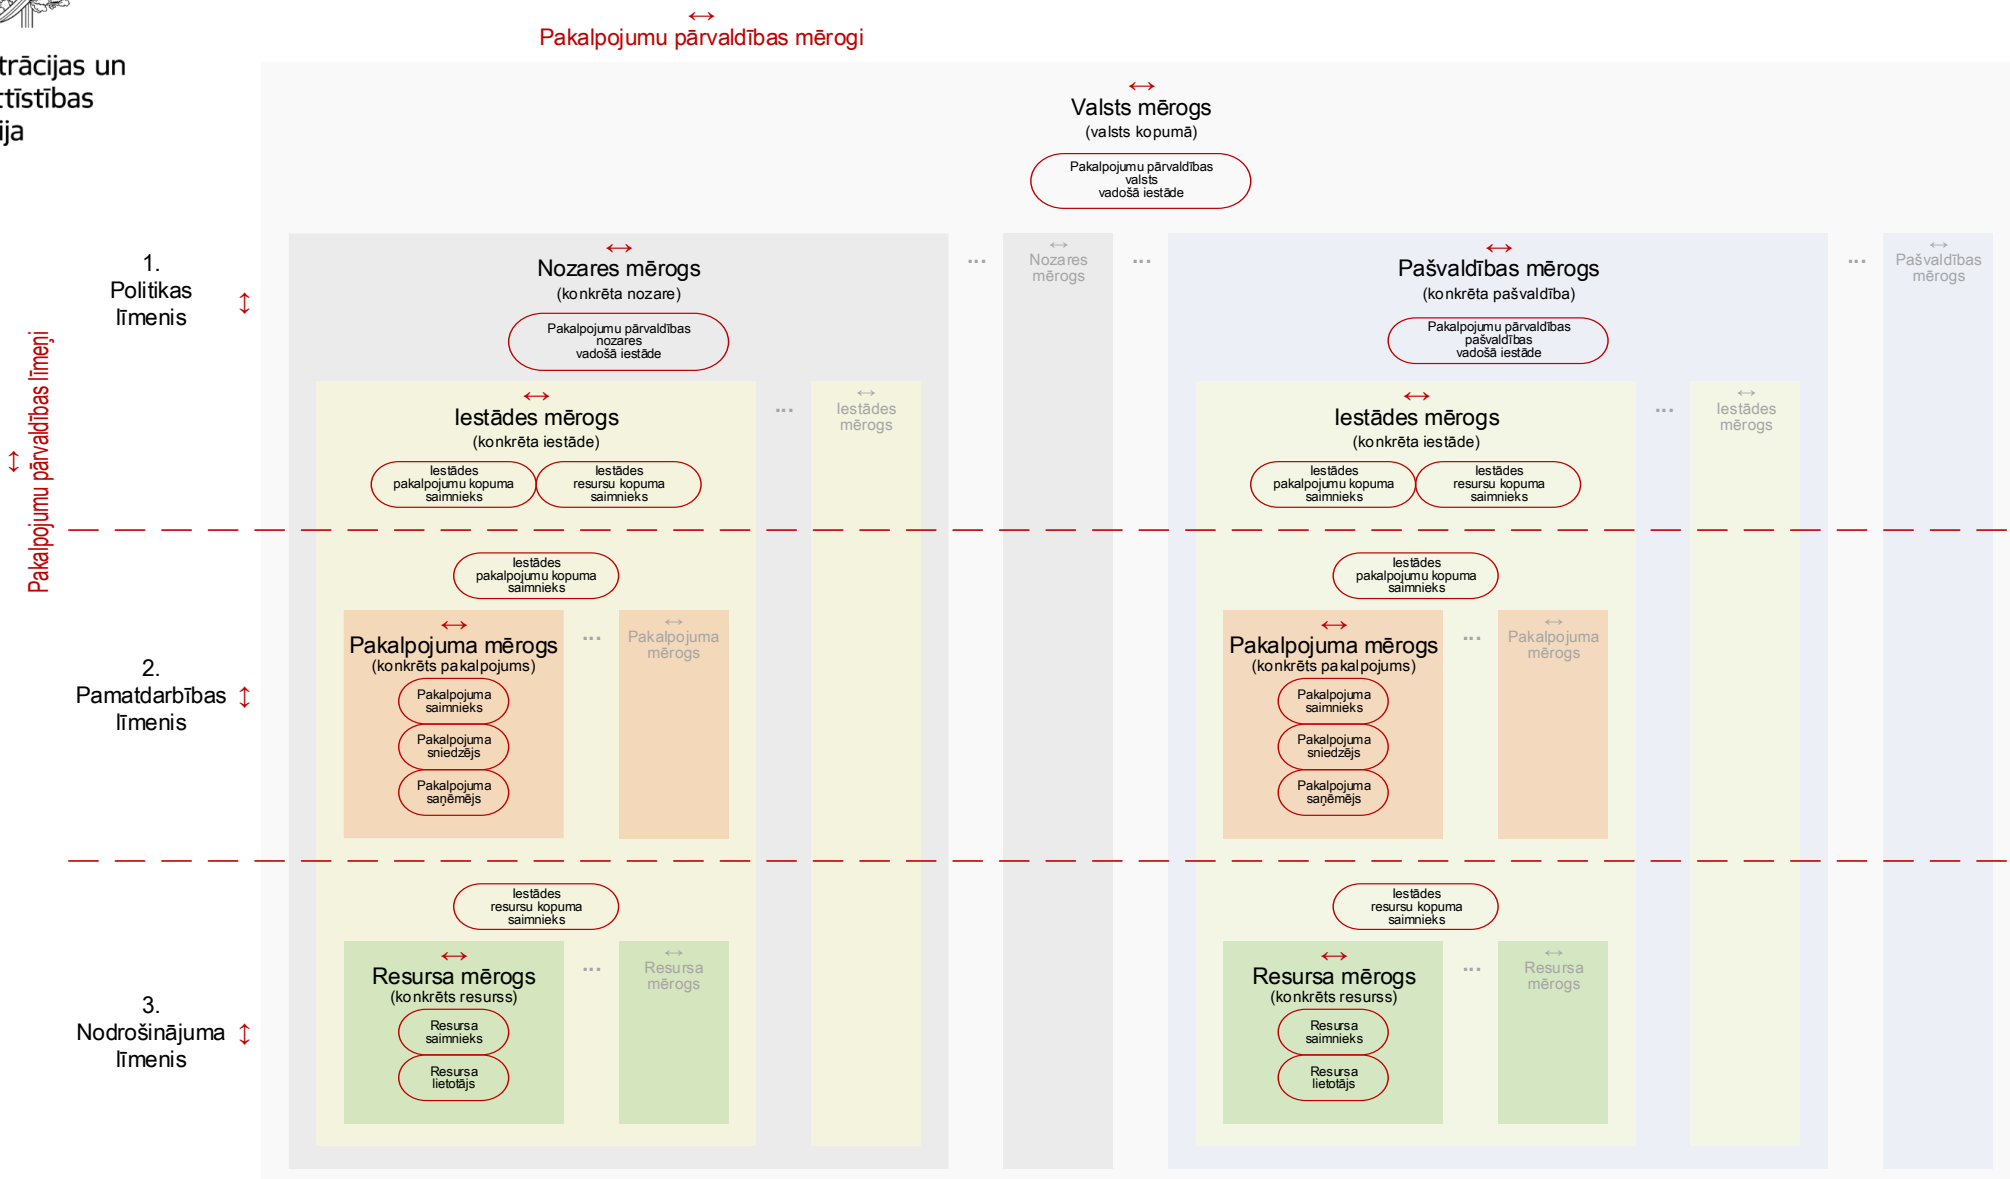 Pakalpojumu pārvaldības mērogi
trācijas un
ttīstības
ija
Valsts mērogs
(valsts kopumā)
Pakalpojumu pārvaldības
valsts
vadošā iestāde
Pakalpojumu pārvaldības līmeņi
1.
Politikas
līmenis
Nozares mērogs
(konkrēta nozare)
Pakalpojumu pārvaldības
nozares
vadošā iestāde
...
Nozares
mērogs
...
Pašvaldības mērogs
(konkrēta pašvaldība)
Pakalpojumu pārvaldības
pašvaldības
vadošā iestāde
...
Pašvaldības
mērogs
Iestādes mērogs
(konkrēta iestāde)
Iestādes
pakalpojumu kopuma
saimnieks
Iestādes
resursu kopuma
saimnieks
...
Iestādes
mērogs
Iestādes mērogs
(konkrēta iestāde)
Iestādes
pakalpojumu kopuma
saimnieks
Iestādes
resursu kopuma
saimnieks
...
Iestādes
mērogs
2.
Pamatdarbības
līmenis
Iestādes
pakalpojumu kopuma
saimnieks
Pakalpojuma mērogs
(konkrēts pakalpojums)
Pakalpojuma
saimnieks
Pakalpojuma
sniedzējs
Pakalpojuma
saņēmējs
...
Pakalpojuma
mērogs
Iestādes
pakalpojumu kopuma
saimnieks
Pakalpojuma mērogs
(konkrēts pakalpojums)
Pakalpojuma
saimnieks
Pakalpojuma
sniedzējs
Pakalpojuma
saņēmējs
...
Pakalpojuma
mērogs
3.
Nodrošinājuma
līmenis
Iestādes
resursu kopuma
saimnieks
Resursa mērogs
(konkrēts resurss)
Resursa
saimnieks
Resursa
lietotājs
...
Resursa
mērogs
Iestādes
resursu kopuma
saimnieks
Resursa mērogs
(konkrēts resurss)
Resursa
saimnieks
Resursa
lietotājs
...
Resursa
mērogs